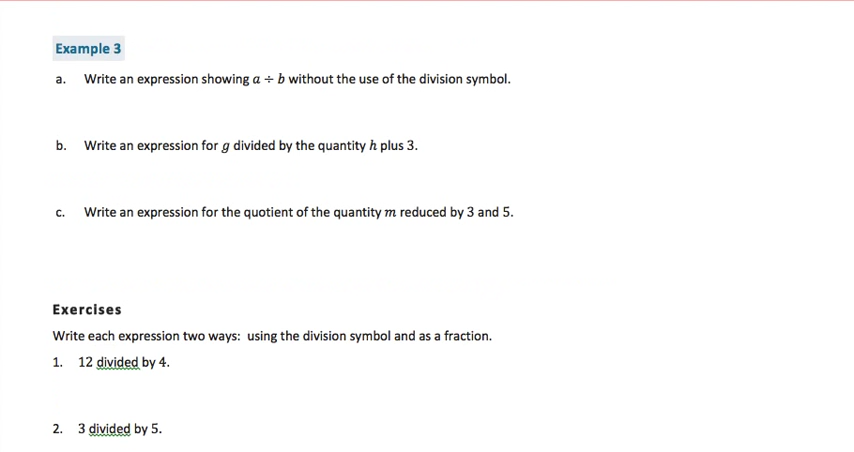 Example 3
a. Write an expression showing a ÷ b without the use of the division symbol.
b. Write an expression for g divided by the quantity h plus 3.
c. Write an expression for the quotient of the quantity m reduced by 3 and 5.
Exercises
Write each expression two ways: using the division symbol and as a fraction.
1. 12 divided by 4.
2. 3 divided by 5.